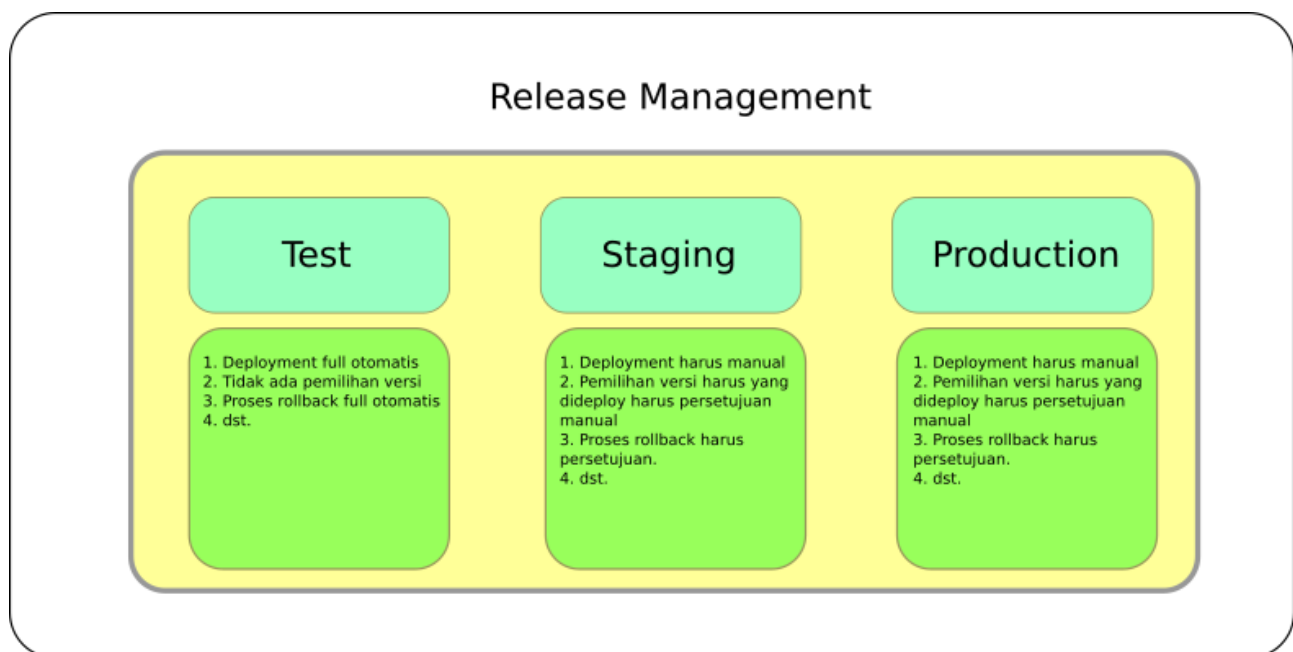 Release Management
Test
Staging
Production
1. Deployment full otomatis
2. Tidak ada pemilihan versi
3. Proses rollback full otomatis
4. dst.
1. Deployment harus manual
2. Pemilihan versi harus yang
dideploy harus persetujuan
manual
3. Proses rollback harus
persetujuan.
4. dst.
1. Deployment harus manual
2. Pemilihan versi harus yang
dideploy harus persetujuan
manual
3. Proses rollback harus
persetujuan.
4. dst.